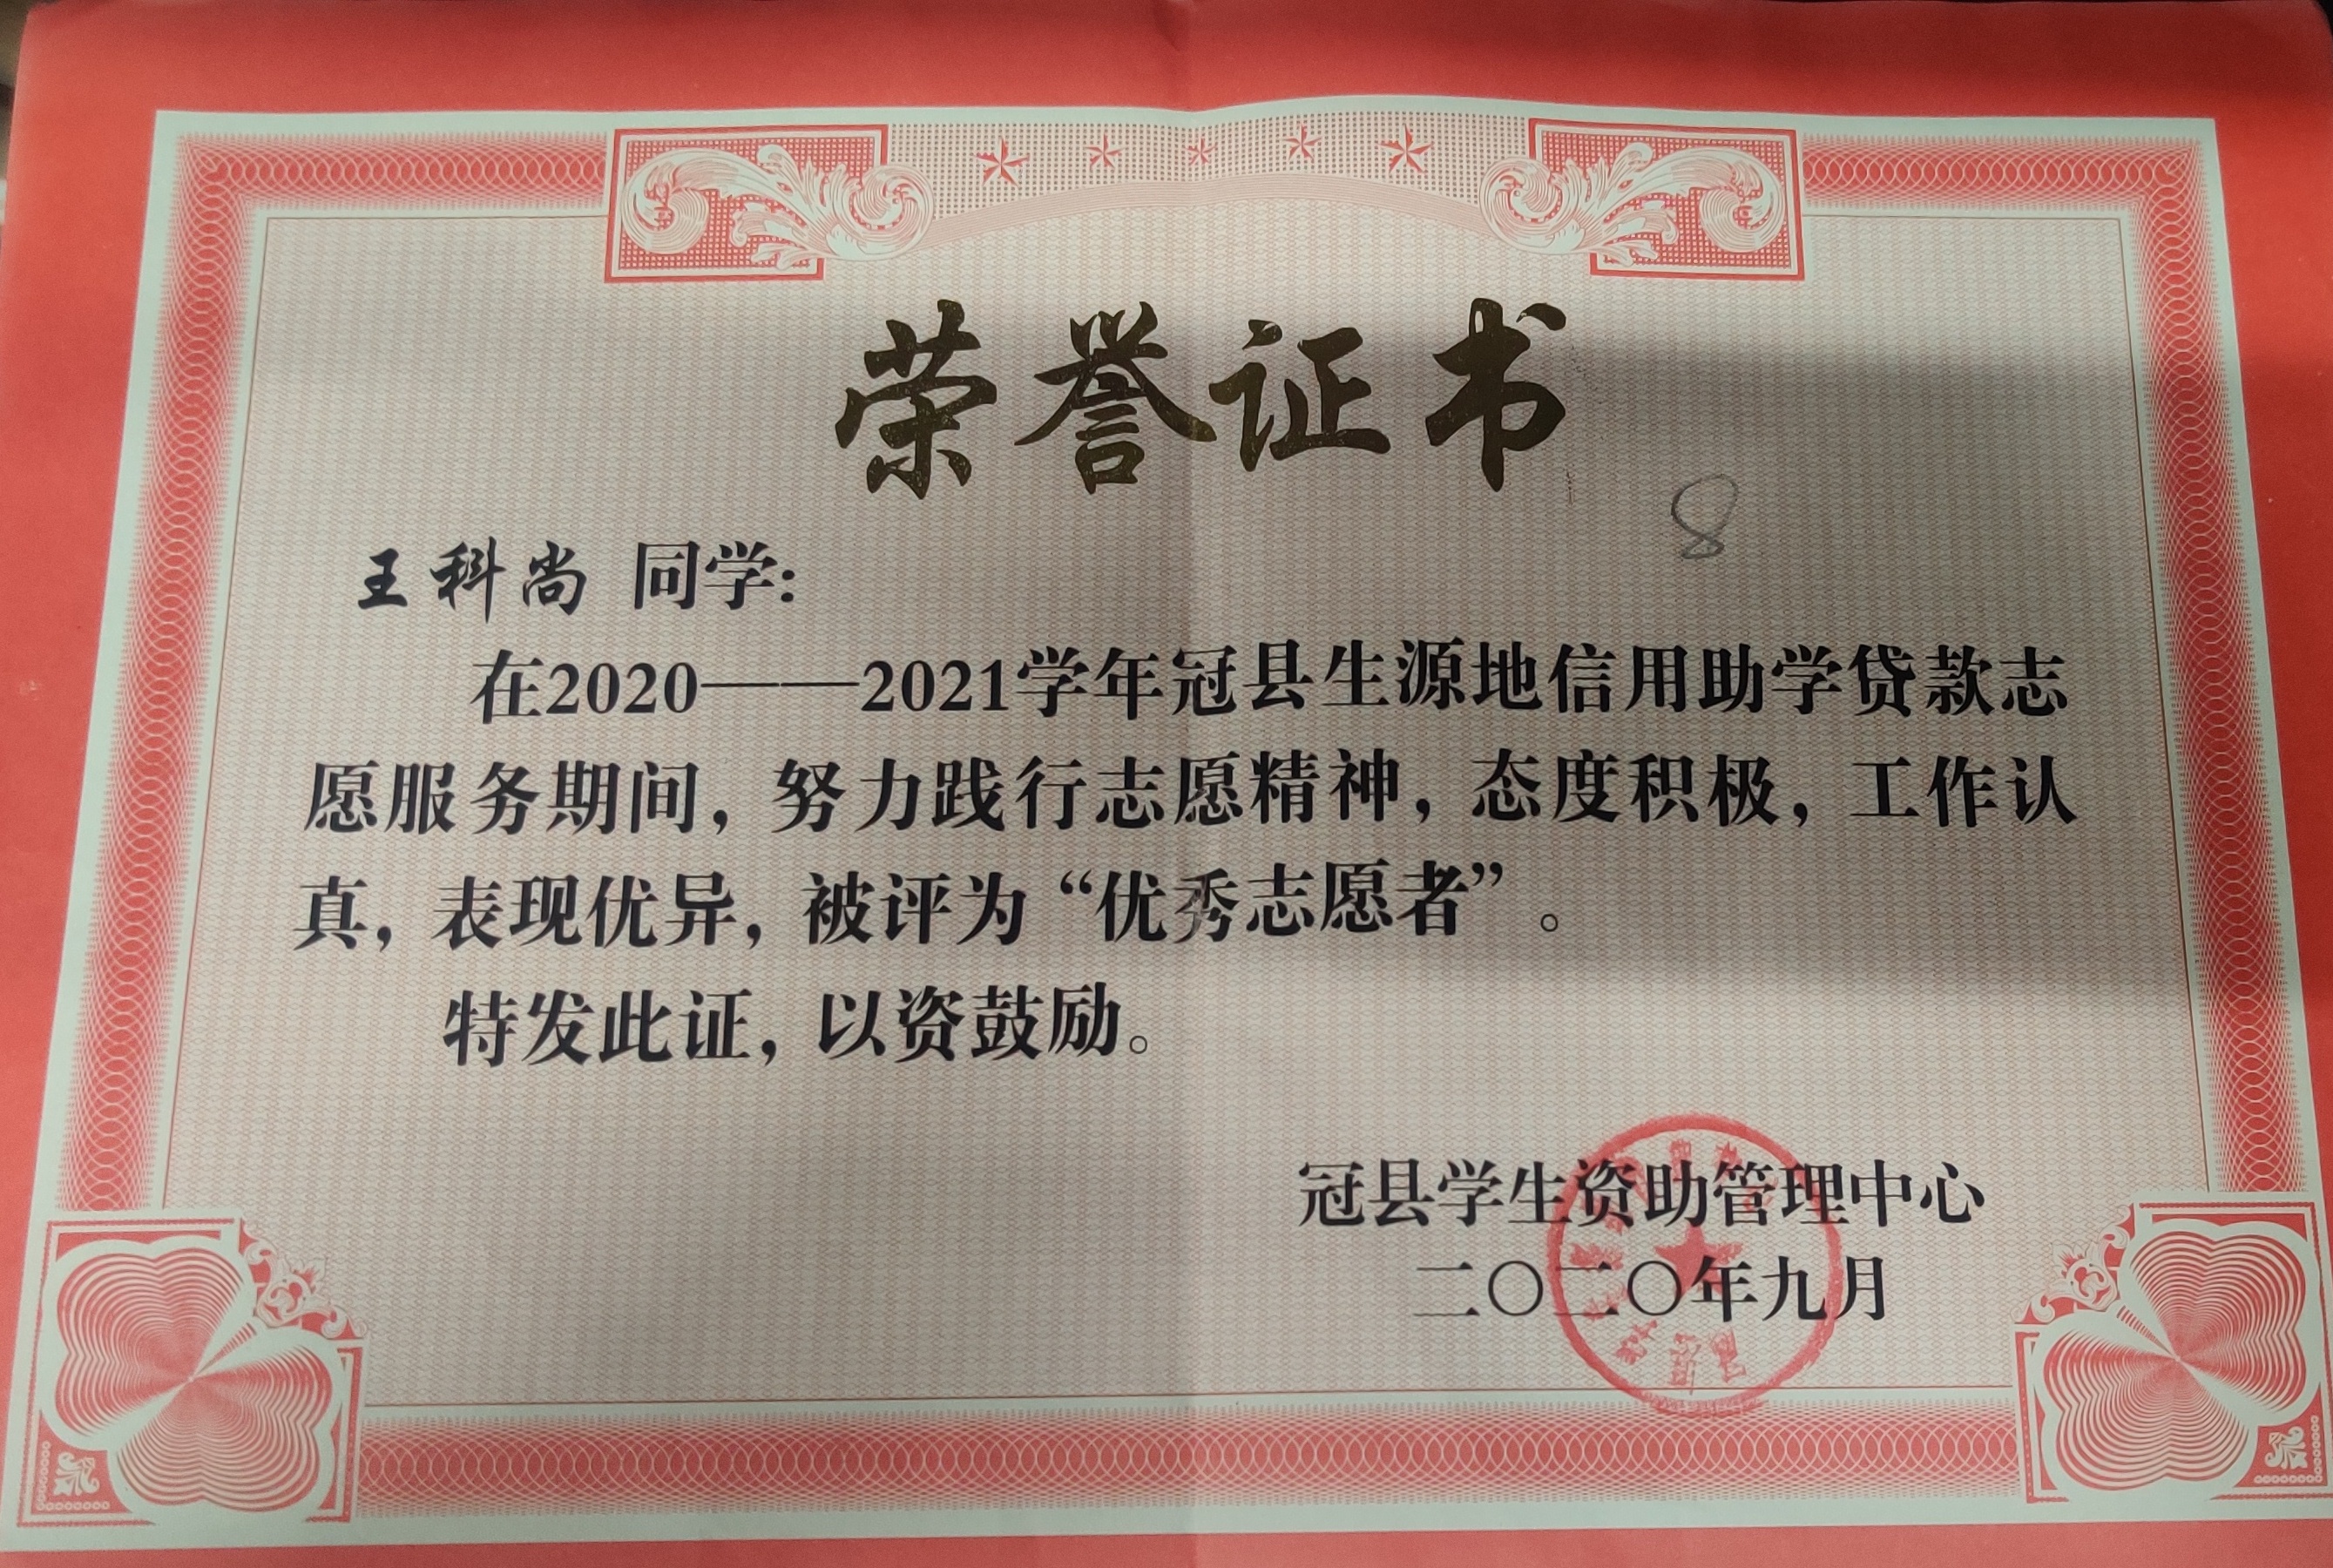 荣誉证书
8
王科尚 同学:
在2020——2021学年冠县生源地信用助学贷款志
愿服务期间，努力践行志愿精神，态度积极，工作认
真，表现优异，被评为“优秀志愿者”。
特发此证，以资鼓励。
冠县学生资助管理中心
二〇二〇年九月